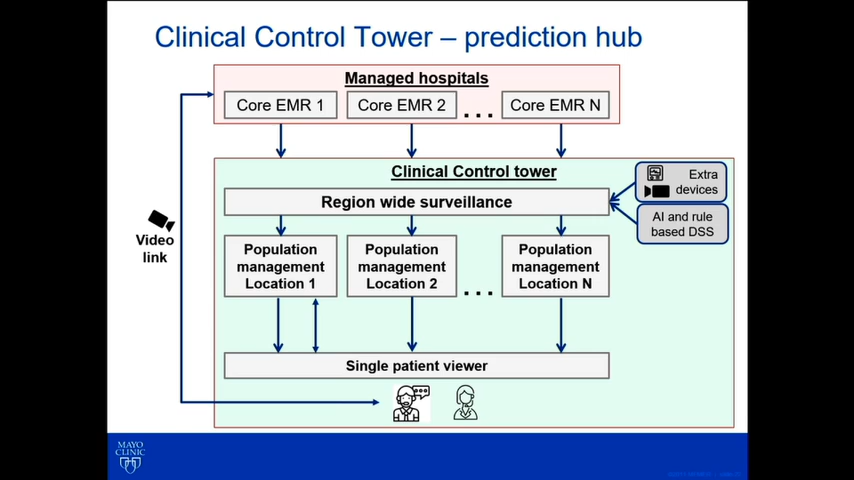 Clinical Control Tower – prediction hub
Managed hospitals
Core EMR 1
Core EMR 2
. . .
Core EMR N
Clinical Control tower
Extra
devices
Region wide surveillance
AI and rule
based DSS
Video
link
Population
management
Location 1
Population
management
Location 2
. . .
Population
management
Location N
Single patient viewer
MAYO
CLINIC